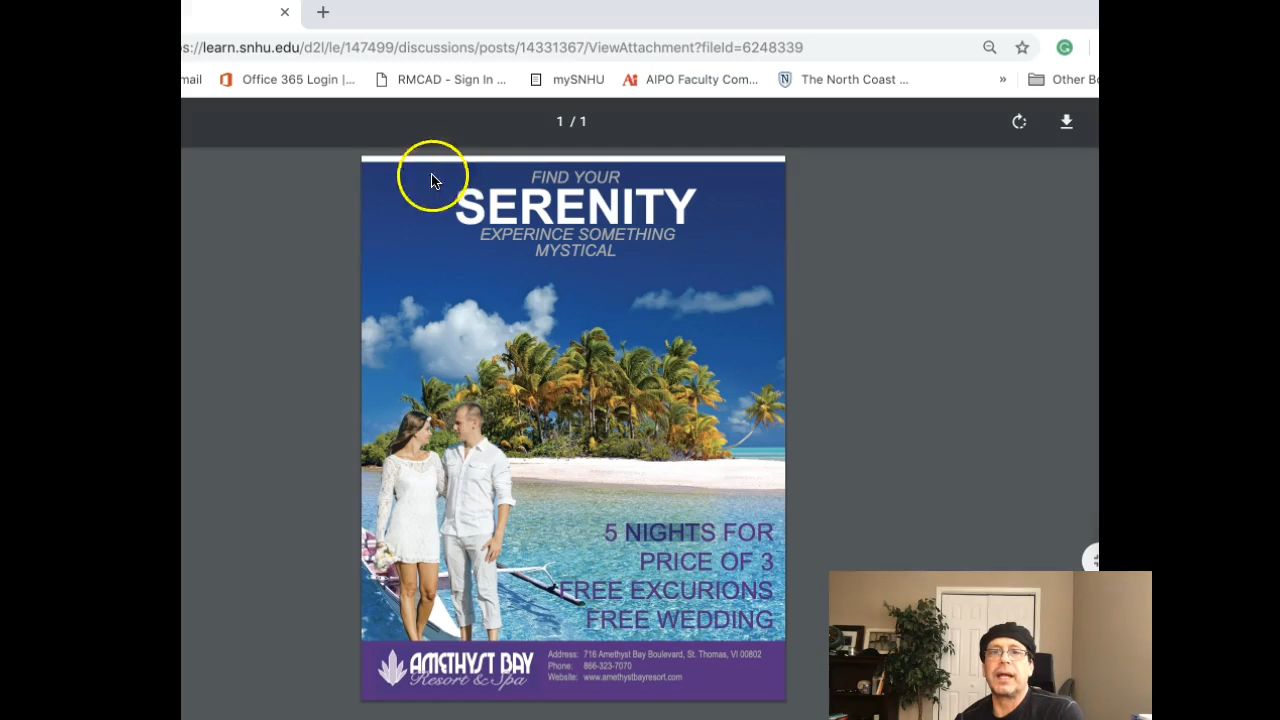 s://learn.snhu.edu/d2l/le/147499/discussions/posts/14331367/ViewAttachment?fileId=6248339
mail Office 365 Login |... RMCAD - Sign In ... mySNHU Ai AIPO Faculty Com... N The North Coast ... » Other Bo
1 / 1
FIND YOUR
SERENITY
EXPERINCE SOMETHING
MYSTICAL
5 NIGHTS FOR
PRICE OF 3
FREE EXCURIONS
FREE WEDDING
AMETHYST BAY
Resort & Spa
Address: 716 Amethyst Bay Boulevard, St. Thomas, VI 00802
Phone: 866-323-7070
Website: www.amethystbayresort.com